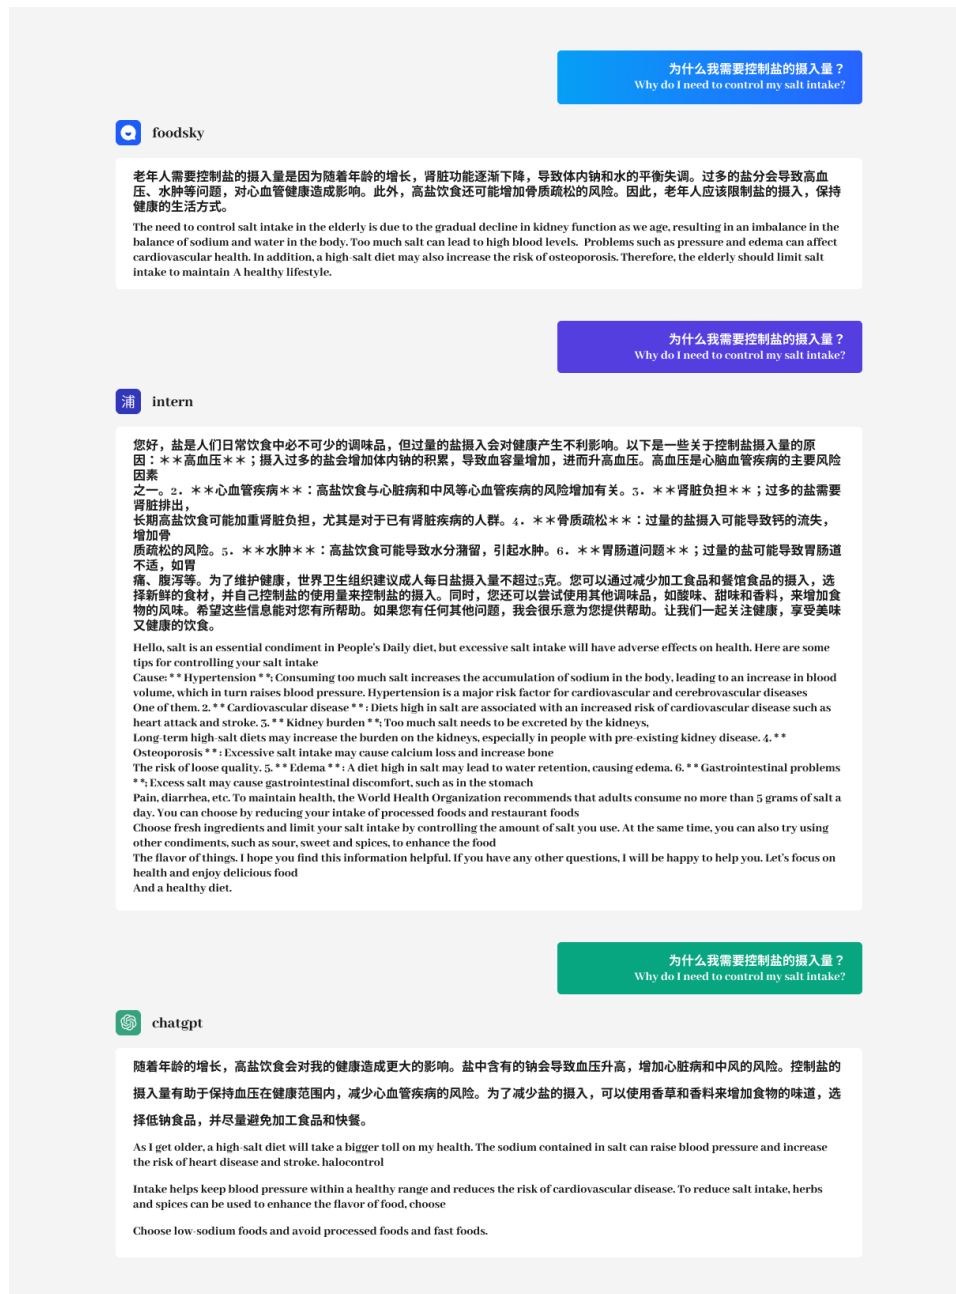 为什么我需要控制盐的摄入量？
Why do I need to control my salt intake?
foodsky
老年人需要控制盐的摄入量是因为随着年龄的增长，肾脏功能逐渐下降，导致体内钠和水的平衡失调。过多的盐分会导致高血
压、水肿等问题，对心血管健康造成影响。此外，高盐饮食还可能增加骨质疏松的风险。因此，老年人应该限制盐的摄入，保持
健康的生活方式。
The need to control salt intake in the elderly is due to the gradual decline in kidney function as we age, resulting in an imbalance in the
balance of sodium and water in the body. Too much salt can lead to high blood levels. Problems such as pressure and edema can affect
cardiovascular health. In addition, a high-salt diet may also increase the risk of osteoporosis. Therefore, the elderly should limit salt
intake to maintain A healthy lifestyle.
为什么我需要控制盐的摄入量？
Why do I need to control my salt intake?
浦 intern
您好，盐是人们日常饮食中必不可少的调味品，但过量的盐摄入会对健康产生不利影响。以下是一些关于控制盐摄入量的原
因：＊＊高血压＊＊；摄入过多的盐会增加体内钠的积累，导致血容量增加，进而升高血压。高血压是心脑血管疾病的主要风险
因素
之一。2．＊＊心血管疾病＊＊：高盐饮食与心脏病和中风等心血管疾病的风险增加有关。3．＊＊肾脏负担＊＊；过多的盐需要
肾脏排出，
长期高盐饮食可能加重肾脏负担，尤其是对于已有肾脏疾病的人群。4．＊＊骨质疏松＊＊：过量的盐摄入可能导致钙的流失，
增加骨
质疏松的风险。5．＊＊水肿＊＊：高盐饮食可能导致水分潴留，引起水肿。6．＊＊胃肠道问题＊＊；过量的盐可能导致胃肠道
不适，如胃
痛、腹泻等。为了维护健康，世界卫生组织建议成人每日盐摄入量不超过5克。您可以通过减少加工食品和餐馆食品的摄入，选
择新鲜的食材，并自己控制盐的使用量来控制盐的摄入。同时，您还可以尝试使用其他调味品，如酸味、甜味和香料，来增加食
物的风味。希望这些信息能对您有所帮助。如果您有任何其他问题，我会很乐意为您提供帮助。让我们一起关注健康，享受美味
又健康的饮食。
Hello, salt is an essential condiment in People's Daily diet, but excessive salt intake will have adverse effects on health. Here are some
tips for controlling your salt intake
Cause: * * Hypertension * *; Consuming too much salt increases the accumulation of sodium in the body, leading to an increase in blood
volume, which in turn raises blood pressure. Hypertension is a major risk factor for cardiovascular and cerebrovascular diseases
One of them. 2. * * Cardiovascular disease * * : Diets high in salt are associated with an increased risk of cardiovascular disease such as
heart attack and stroke. 3. * * Kidney burden * *; Too much salt needs to be excreted by the kidneys,
Long-term high-salt diets may increase the burden on the kidneys, especially in people with pre-existing kidney disease. 4. * *
Osteoporosis * * : Excessive salt intake may cause calcium loss and increase bone
The risk of loose quality. 5. * * Edema * * : A diet high in salt may lead to water retention, causing edema. 6. * * Gastrointestinal problems
* *; Excess salt may cause gastrointestinal discomfort, such as in the stomach
Pain, diarrhea, etc. To maintain health, the World Health Organization recommends that adults consume no more than 5 grams of salt a
day. You can choose by reducing your intake of processed foods and restaurant foods
Choose fresh ingredients and limit your salt intake by controlling the amount of salt you use. At the same time, you can also try using
other condiments, such as sour, sweet and spices, to enhance the food
The flavor of things. I hope you find this information helpful. If you have any other questions, I will be happy to help you. Let's focus on
health and enjoy delicious food
And a healthy diet.
为什么我需要控制盐的摄入量？
Why do I need to control my salt intake?
chatgpt
随着年龄的增长，高盐饮食会对我的健康造成更大的影响。盐中含有的钠会导致血压升高，增加心脏病和中风的风险。控制盐的
摄入量有助于保持血压在健康范围内，减少心血管疾病的风险。为了减少盐的摄入，可以使用香草和香料来增加食物的味道，选
择低钠食品，并尽量避免加工食品和快餐。
As I get older, a high-salt diet will take a bigger toll on my health. The sodium contained in salt can raise blood pressure and increase
the risk of heart disease and stroke. halocontrol
Intake helps keep blood pressure within a healthy range and reduces the risk of cardiovascular disease. To reduce salt intake, herbs
and spices can be used to enhance the flavor of food, choose
Choose low-sodium foods and avoid processed foods and fast foods.